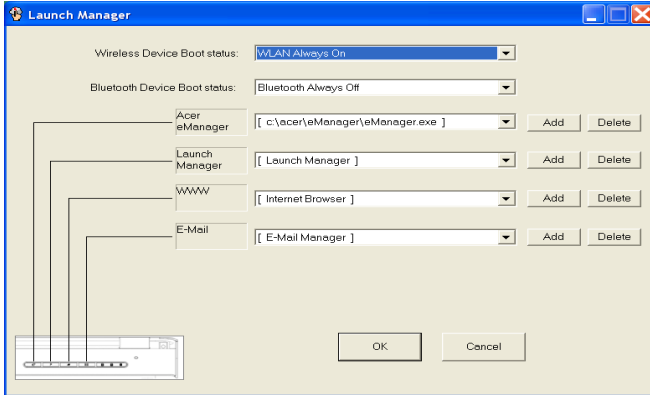 Launch Manager
Wireless Device Boot status: WLAN Always On
Bluetooth Device Boot status: Bluetooth Always Off
Acer
eManager
[ c:\acer\eManager\eManager.exe ] Add Delete
Launch
Manager
[ Launch Manager ] Add Delete
WWW
[ Internet Browser ] Add Delete
E-Mail
[ E-Mail Manager ] Add Delete
OK Cancel